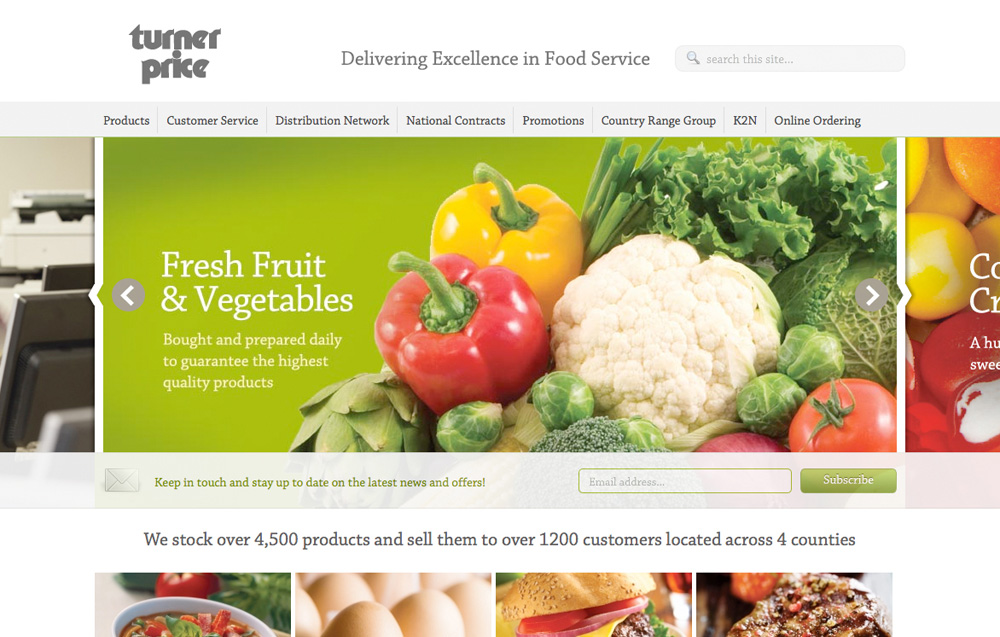 turner
price
Delivering Excellence in Food Service
search this site...
Products
Customer Service
Distribution Network
National Contracts
Promotions
Country Range Group
K2N
Online Ordering
Fresh Fruit
& Vegetables
Bought and prepared daily
to guarantee the highest
quality products
Co
Cr
A hu
swee
Keep in touch and stay up to date on the latest news and offers!
Email address...
Subscribe
We stock over 4,500 products and sell them to over 1200 customers located across 4 counties